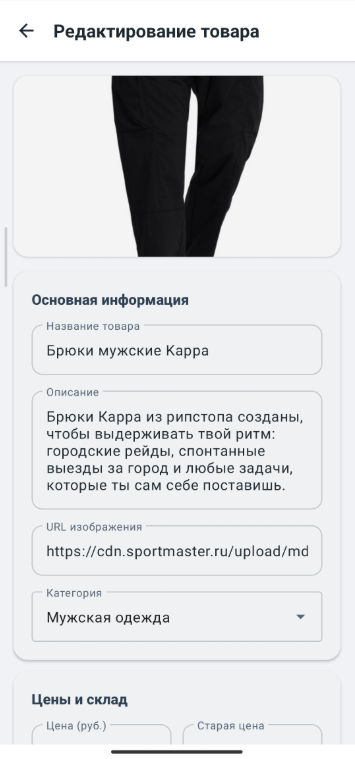 Редактирование товара
Основная информация
Название товара
Брюки мужские Kappa
Описание
Брюки Kappa из рипстопа созданы,
чтобы выдерживать твой ритм:
городские рейды, спонтанные
выезды за город и любые задачи,
которые ты сам себе поставишь.
URL изображения
https://cdn.sportmaster.ru/upload/md
Категория
Мужская одежда
Цены и склад
Цена (руб.)
Старая цена